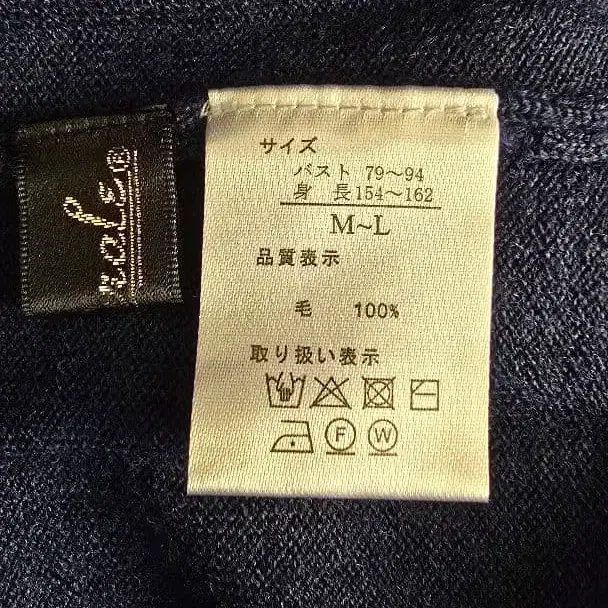 サイズ
バスト 79～94
身 長154～162
M~L
品質表示
毛 100%
取り扱い表示
F W